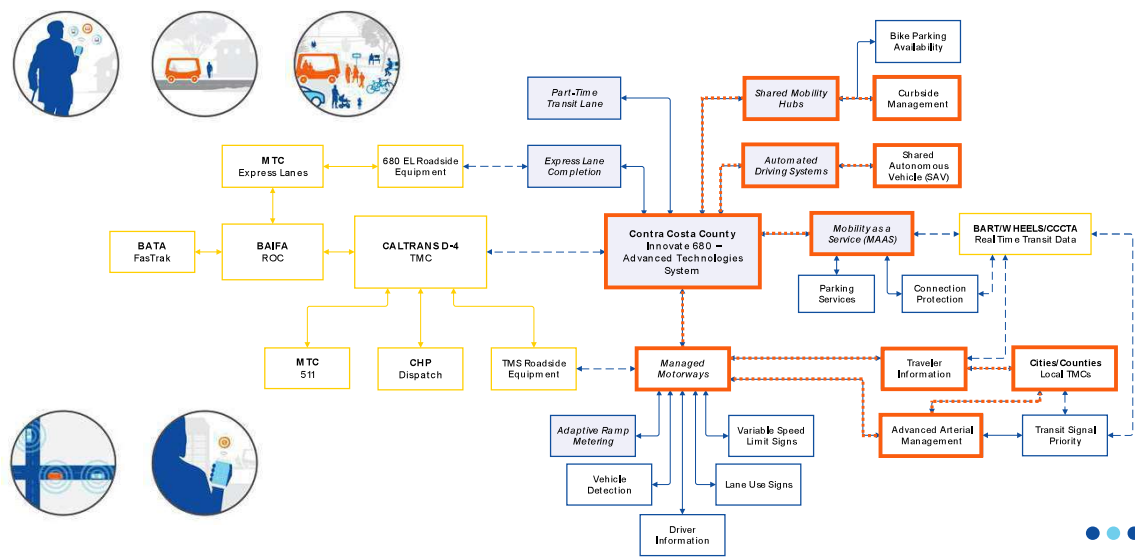 Bike Parking
Availability
Part-Time
Transit Lane
Shared Mobility
Hubs
Curbside
Management
MTC
Express Lanes
680 EL Roadside
Equipment
Express Lane
Completion
Automated
Driving Systems
Shared
Autonomous
Vehicle (SAV)
BATA
FasTrak
BAIFA
ROC
CALTRANS D-4
TMC
Contra Costa County
Innovate 680 –
Advanced Technologies
System
Mobility as a
Service (MAAS)
BART/WHEELS/CCCTA
Real Time Transit Data
Parking
Services
Connection
Protection
MTC
511
CHP
Dispatch
TMS Roadside
Equipment
Managed
Motorways
Traveler
Information
Cities/Counties
Local TMCs
Adaptive Ramp
Metering
Variable Speed
Limit Signs
Advanced Arterial
Management
Transit Signal
Priority
Vehicle
Detection
Lane Use Signs
Driver
Information